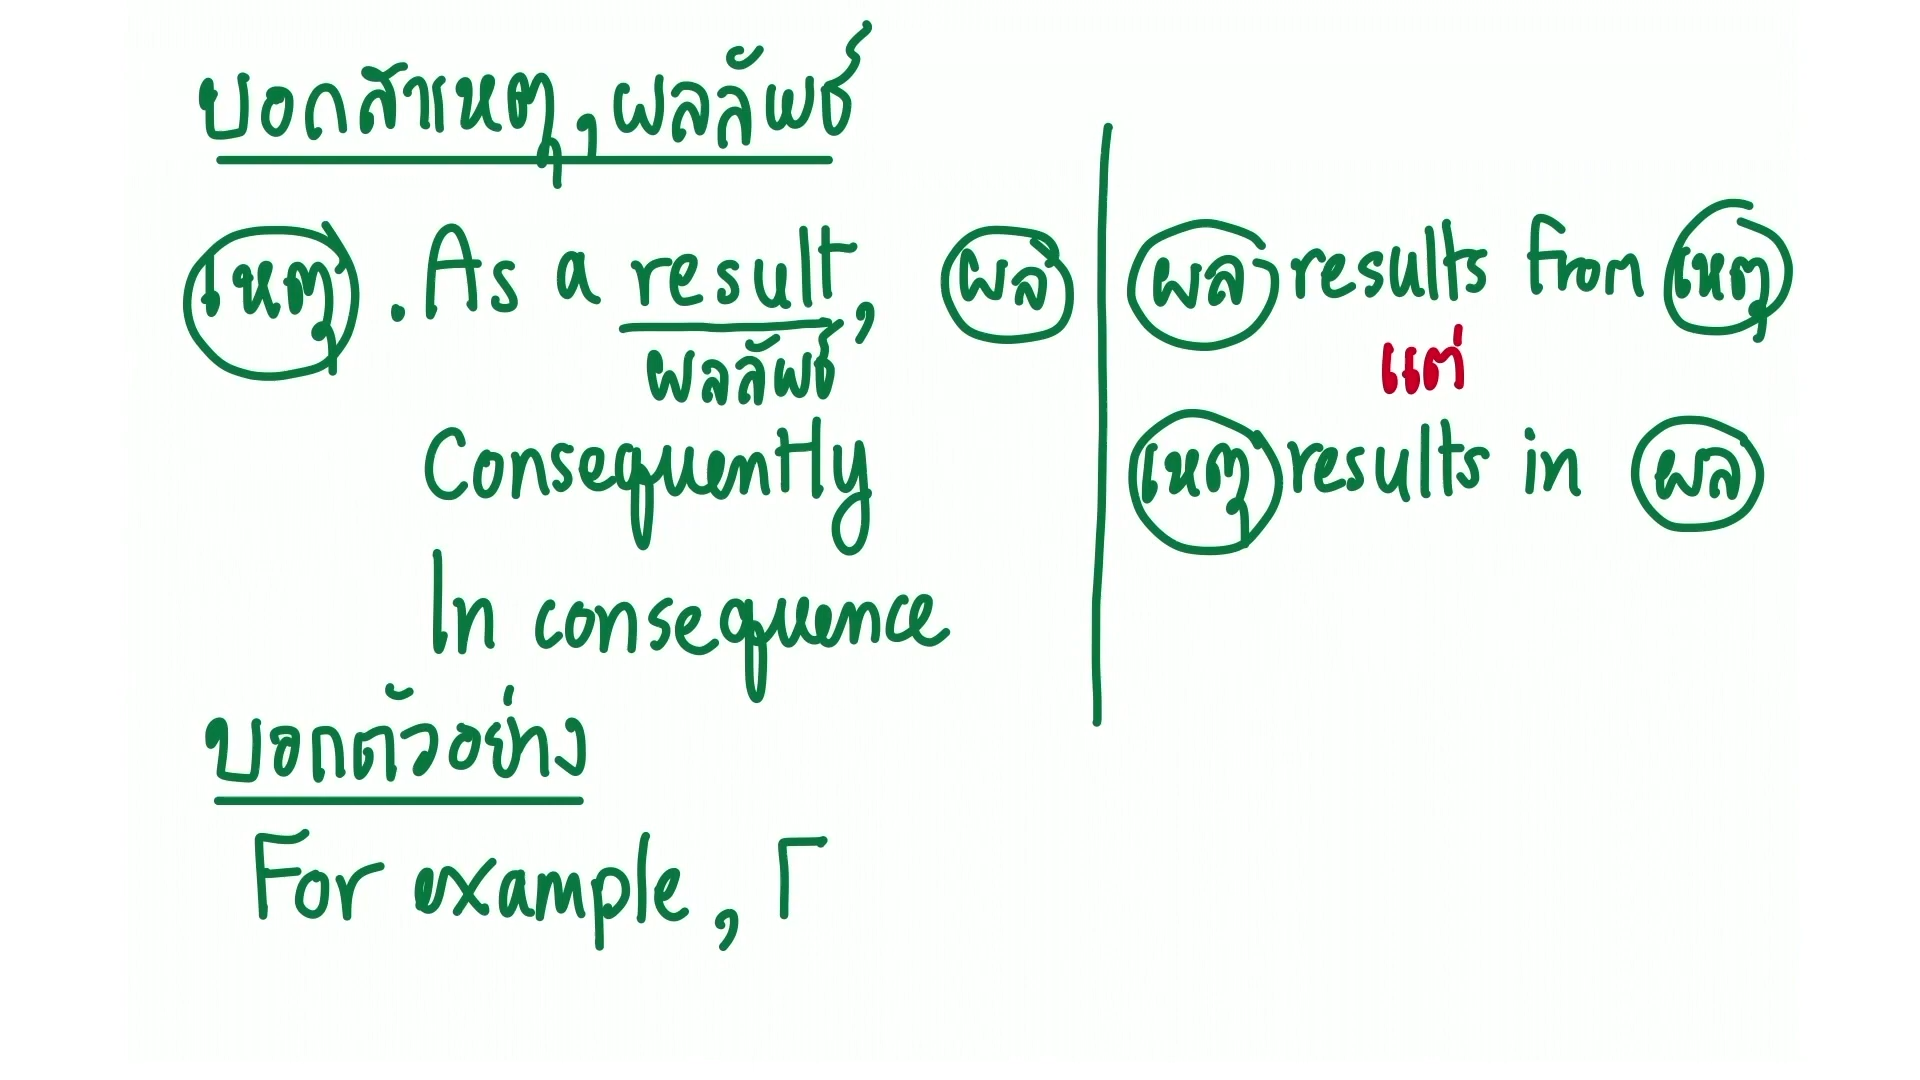 บอกสาเหตุ, ผลลัพธ์
เหตุ . As a result, ผล
ผลลัพธ์
Consequently
In consequence
ผล results from เหตุ
แต่
เหตุ results in ผล
บอกตัวอย่าง
For example,